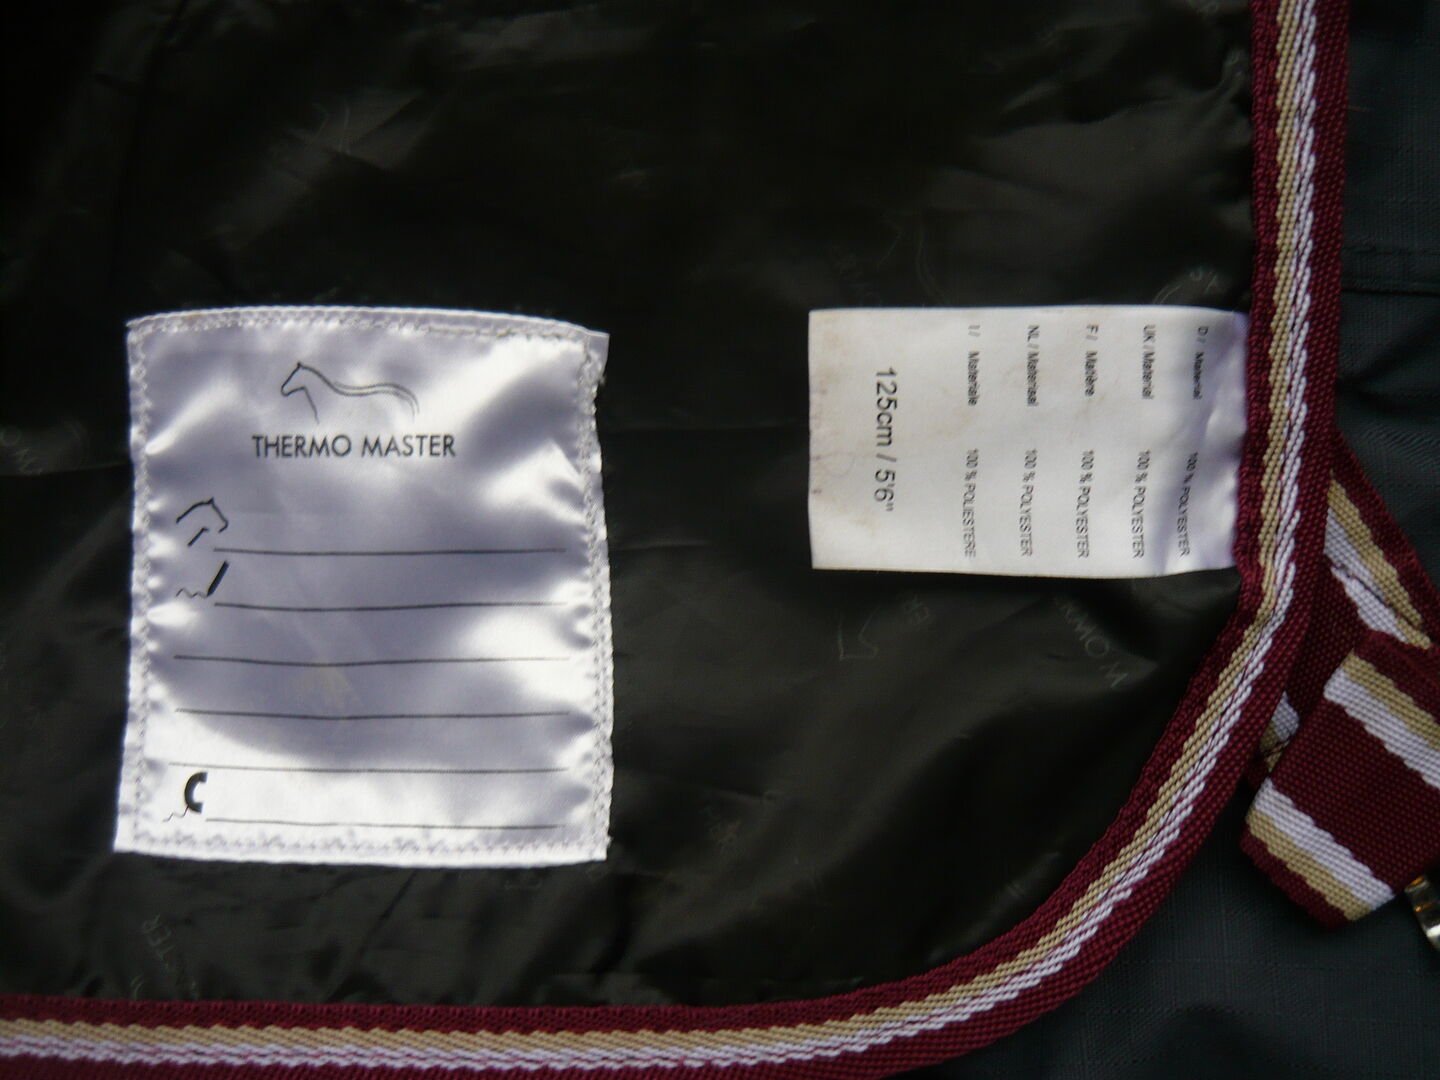 THERMO MASTER
D / Material 100 % POLYESTER
UK / Material 100 % POLYESTER
F / Matière 100 % POLYESTER
NL / Materiaal 100 % POLYESTER
I / Materiale 100 % POLIESTERE
125cm / 5'6"